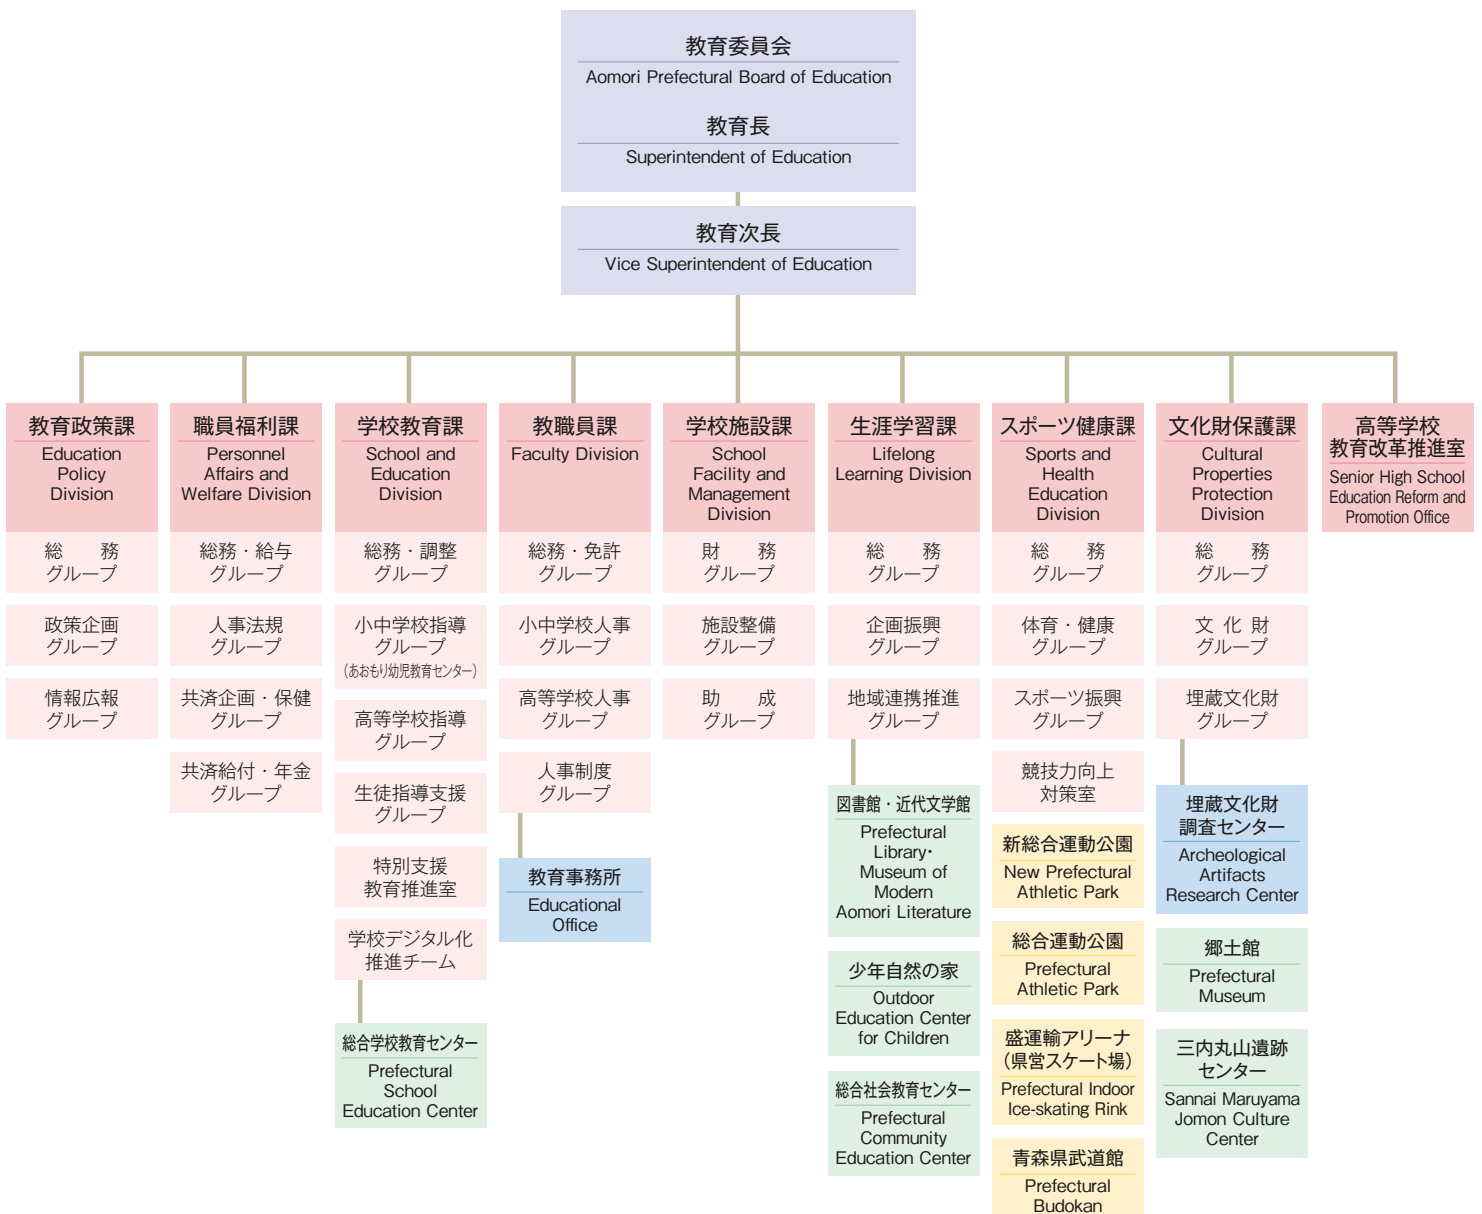 教育委員会
Aomori Prefectural Board of Education
教育長
Superintendent of Education
教育次長
Vice Superintendent of Education
教育政策課
Education
Policy
Division
総　務
グループ
政策企画
グループ
情報広報
グループ
職員福利課
Personnel
Affairs and
Welfare Division
総務・給与
グループ
人事法規
グループ
共済企画・保健
グループ
共済給付・年金
グループ
学校教育課
School and
Education
Division
総務・調整
グループ
小中学校指導
グループ
（あおもり幼児教育センター）
高等学校指導
グループ
生徒指導支援
グループ
特別支援
教育推進室
学校デジタル化
推進チーム
総合学校教育センター
Prefectural
School
Education Center
教職員課
Faculty Division
総務・免許
グループ
小中学校人事
グループ
高等学校人事
グループ
人事制度
グループ
教育事務所
Educational
Office
学校施設課
School
Facility and
Management
Division
財　務
グループ
施設整備
グループ
助　成
グループ
生涯学習課
Lifelong
Learning Division
総　務
グループ
企画振興
グループ
地域連携推進
グループ
図書館・近代文学館
Prefectural
Library・
Museum of
Modern
Aomori Literature
少年自然の家
Outdoor
Education Center
for Children
総合社会教育センター
Prefectural
Community
Education Center
スポーツ健康課
Sports and
Health
Education
Division
総　務
グループ
体育・健康
グループ
スポーツ振興
グループ
競技力向上
対策室
新総合運動公園
New Prefectural
Athletic Park
総合運動公園
Prefectural
Athletic Park
盛運輸アリーナ
（県営スケート場）
Prefectural Indoor
Ice-skating Rink
青森県武道館
Prefectural
Budokan
文化財保護課
Cultural
Properties
Protection
Division
総　務
グループ
文 化 財
グループ
埋蔵文化財
グループ
埋蔵文化財
調査センター
Archeological
Artifacts
Research Center
郷土館
Prefectural
Museum
三内丸山遺跡
センター
Sannai Maruyama
Jomon Culture
Center
高等学校
教育改革推進室
Senior High School
Education Reform and
Promotion Office